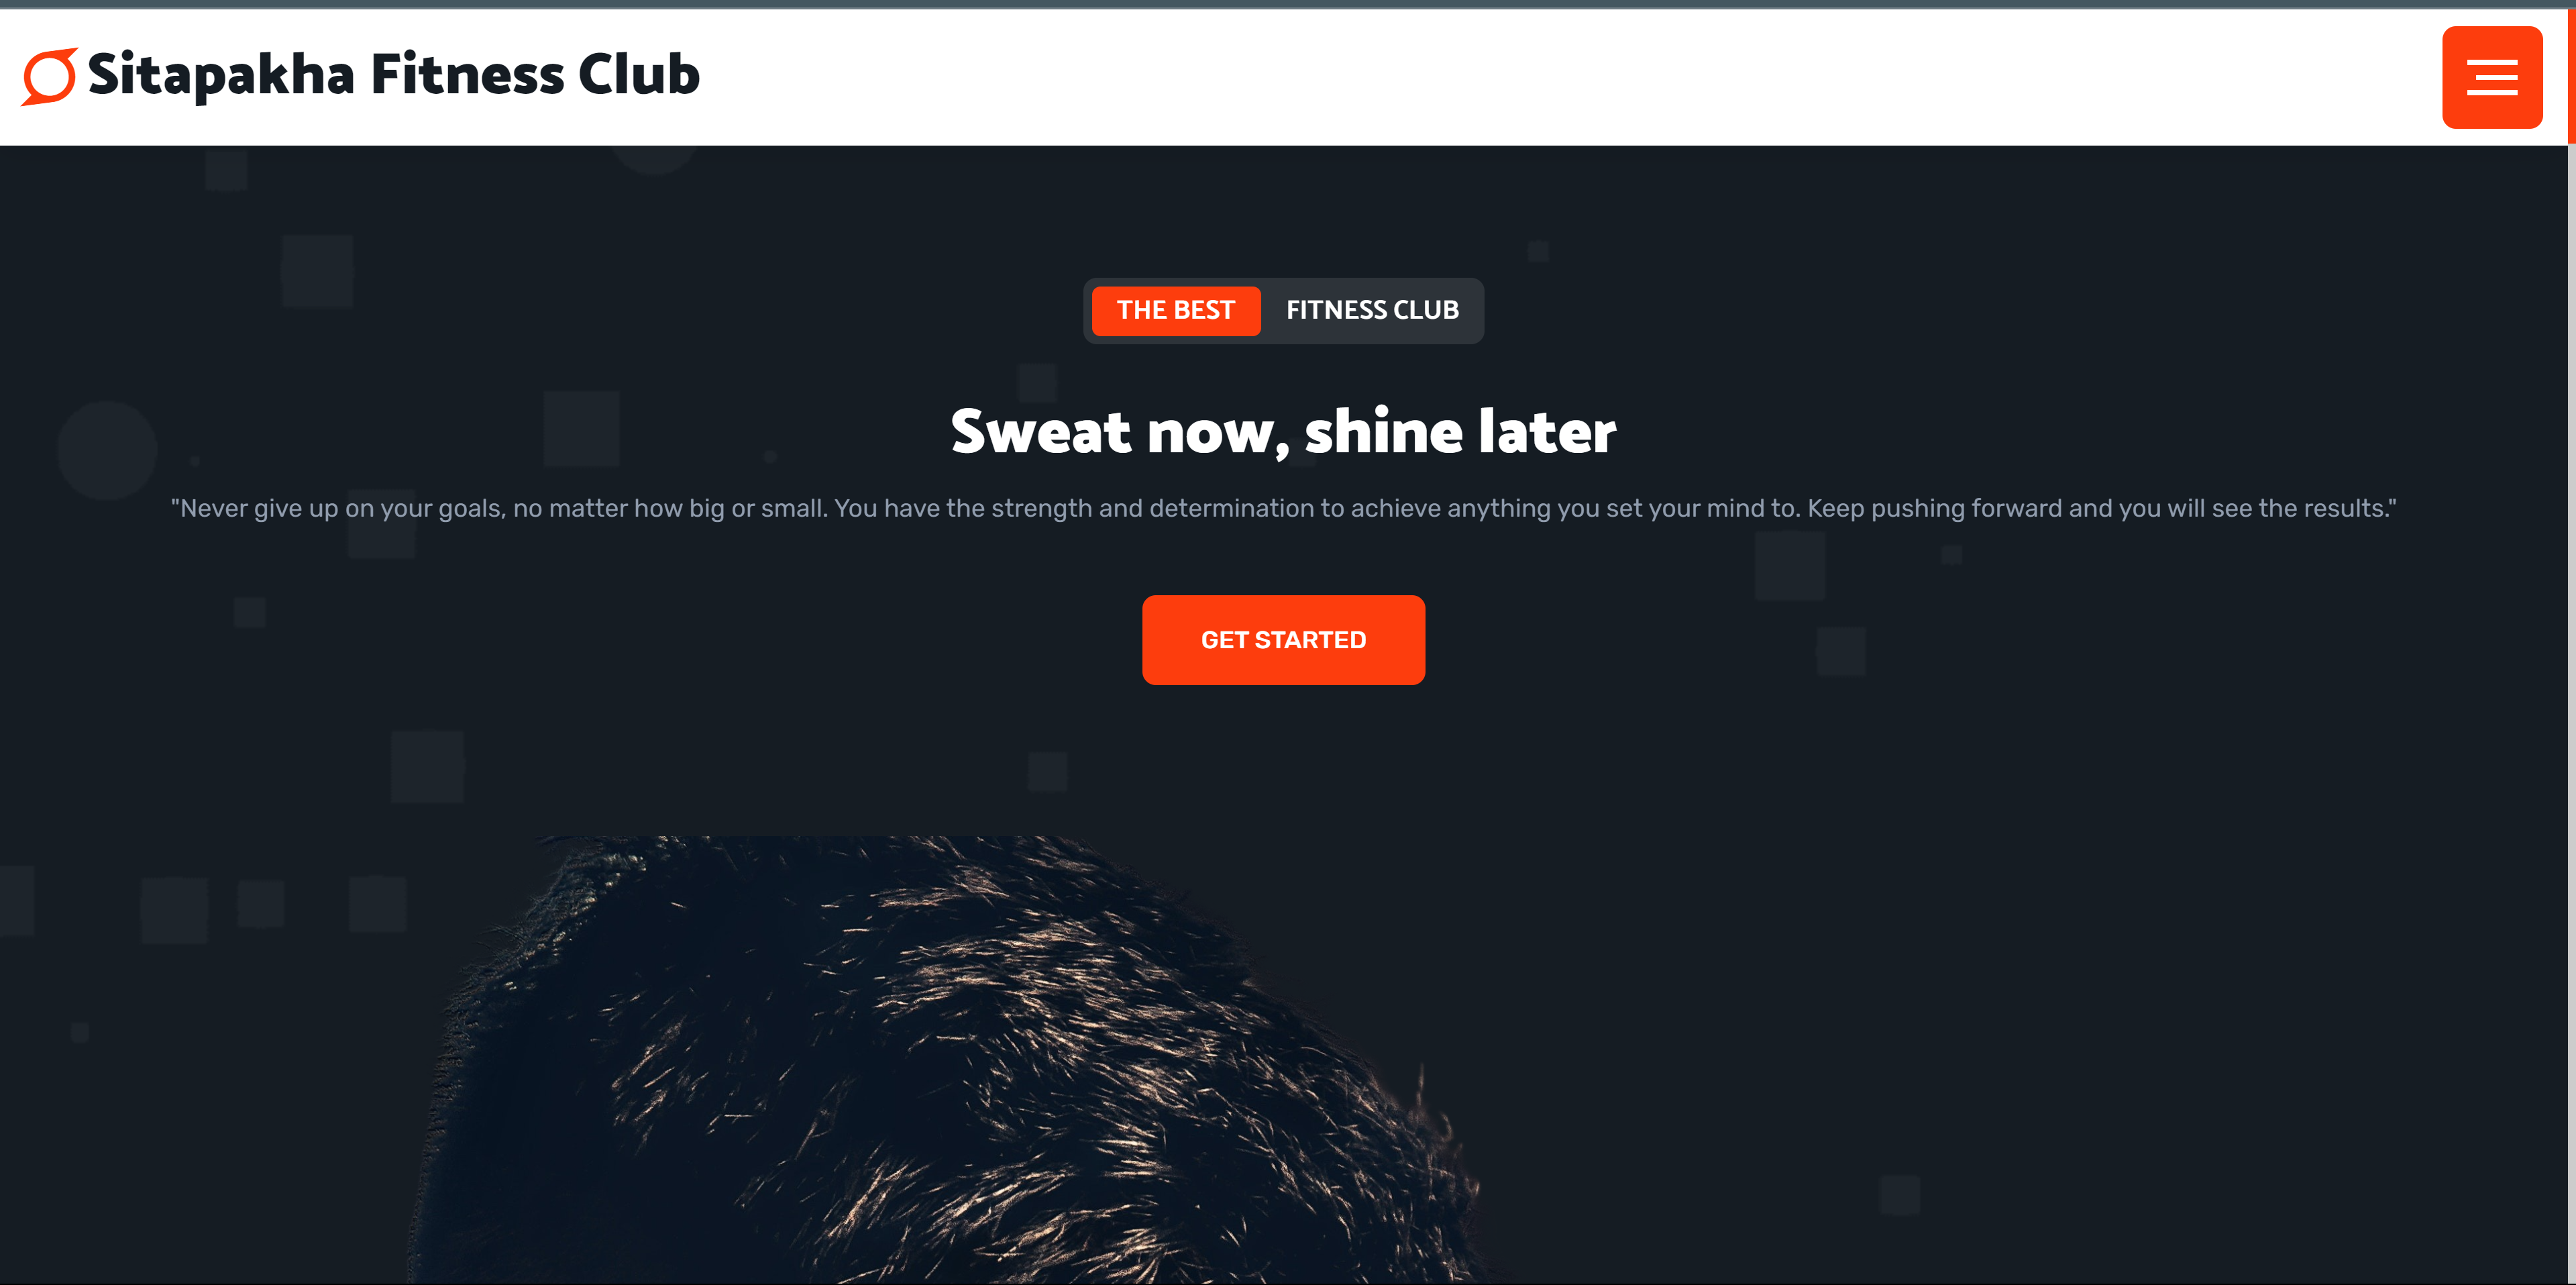 Sitapakha Fitness Club
THE BEST FITNESS CLUB
Sweat now, shine later
"Never give up on your goals, no matter how big or small. You have the strength and determination to achieve anything you set your mind to. Keep pushing forward and you will see the results."
GET STARTED